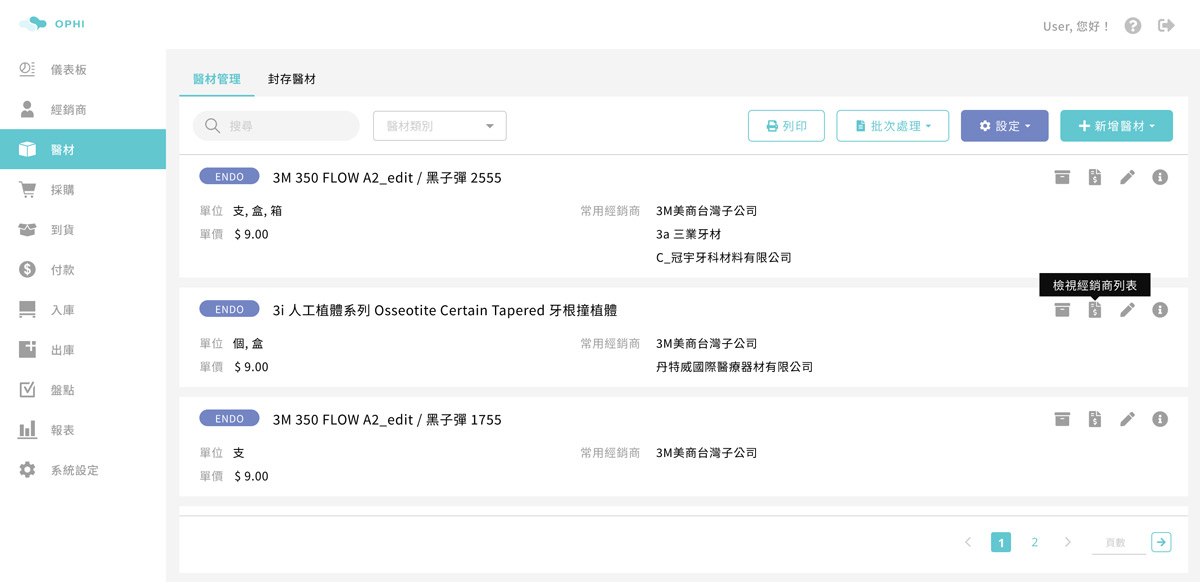 OPHI
User, 您好！
儀表板
經銷商
醫材
採購
到貨
付款
入庫
出庫
盤點
報表
系統設定
醫材管理 封存醫材
搜尋 醫材類別 列印 批次處理 設定 新增醫材
ENDO 3M 350 FLOW A2_edit / 黑子彈 2555
單位 支, 盒, 箱 常用經銷商 3M美商台灣子公司
單價 $ 9.00 3a 三業牙材
C_冠宇牙科材料有限公司
檢視經銷商列表
ENDO 3i 人工植體系列 Osseotite Certain Tapered 牙根撞植體
單位 個, 盒 常用經銷商 3M美商台灣子公司
單價 $ 9.00 丹特威國際醫療器材有限公司
ENDO 3M 350 FLOW A2_edit / 黑子彈 1755
單位 支 常用經銷商 3M美商台灣子公司
單價 $ 9.00
1 2 頁數